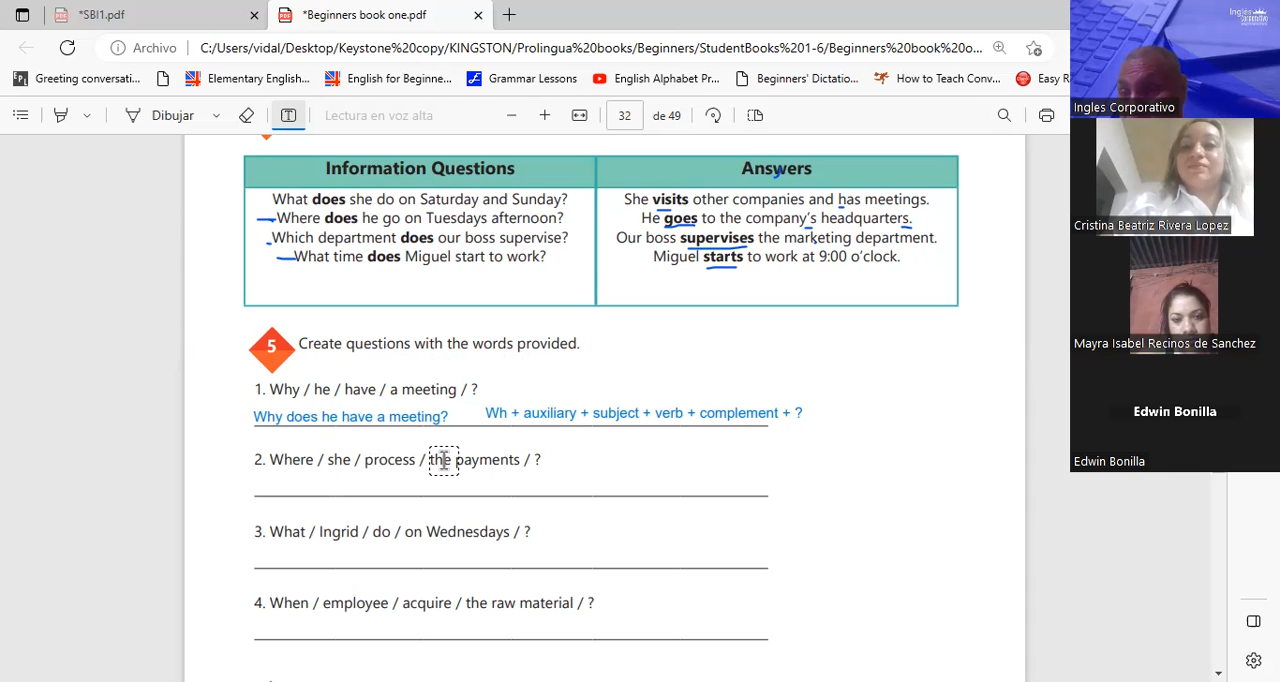 *SB11.pdf
*Beginners book one.pdf
Archivo
C:/Users/vidal/Desktop/Keystone%20copy/KINGSTON/Prolingua%20books/Beginners/StudentBooks%201-6/Beginners%20book%20o...
Greeting conversati...
Elementary English...
English for Beginne...
Grammar Lessons
English Alphabet Pr...
Beginners' Dictatio...
How to Teach Conv...
Easy R
Dibujar
Lectura en voz alta
32
de 49
Information Questions
Answers
What does she do on Saturday and Sunday?
She visits other companies and has meetings.
Where does he go on Tuesdays afternoon?
He goes to the company's headquarters.
Which department does our boss supervise?
Our boss supervises the marketing department.
What time does Miguel start to work?
Miguel starts to work at 9:00 o'clock.
5
Create questions with the words provided.
1. Why / he / have / a meeting / ?
Why does he have a meeting?
Wh + auxiliary + subject + verb + complement + ?
2. Where / she / process / the payments / ?
3. What / Ingrid / do / on Wednesdays / ?
4. When / employee / acquire / the raw material / ?
Ingles
corporativo
Ingles Corporativo
Cristina Beatriz Rivera Lopez
Mayra Isabel Recinos de Sanchez
Edwin Bonilla
Edwin Bonilla